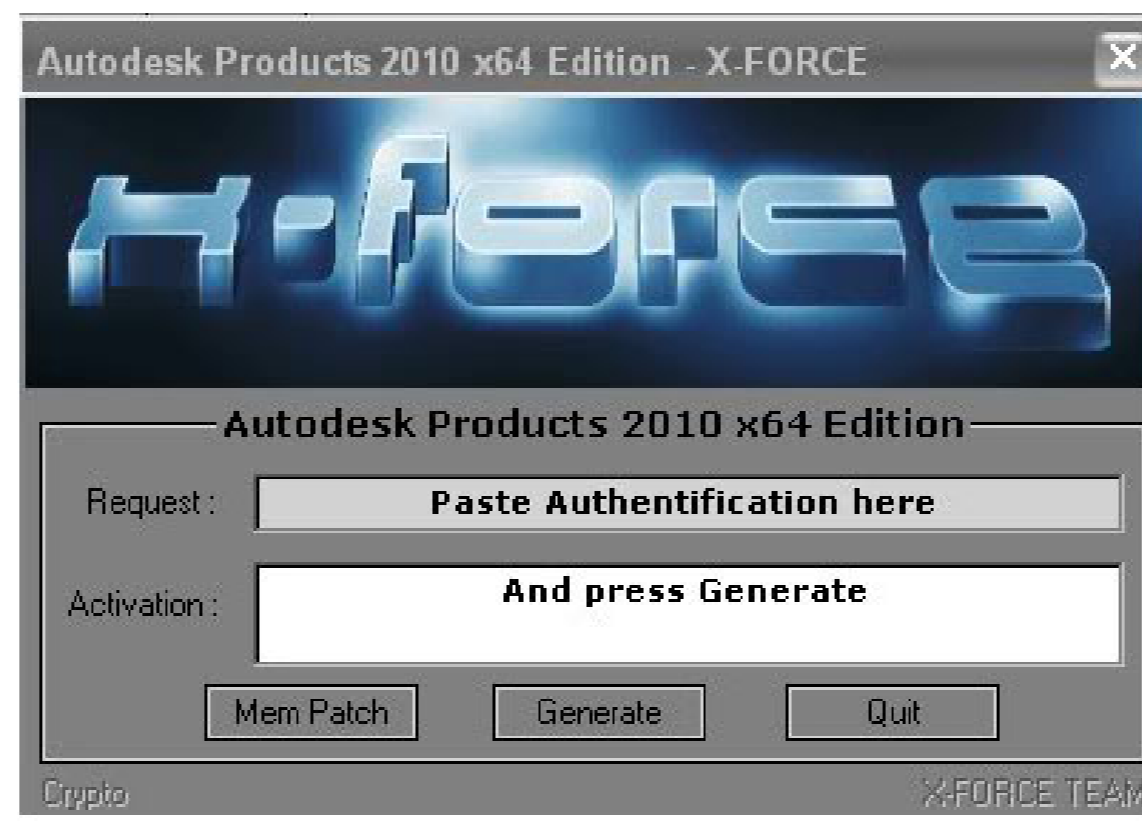 Autodesk Products 2010 x64 Edition - X-FORCE
x-force
Autodesk Products 2010 x64 Edition
Request :
Paste Authentification here
Activation :
And press Generate
Mem Patch
Generate
Quit
Crypto
X-FORCE TEAM